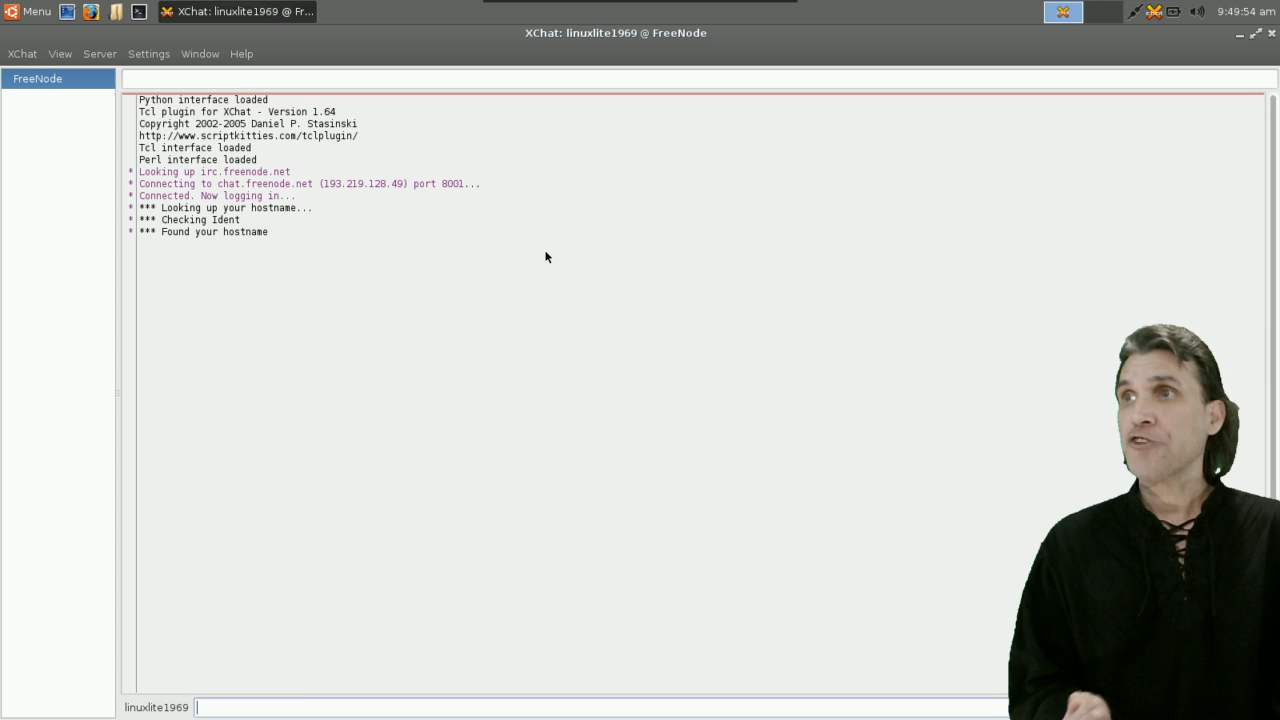 Menu
XChat: linuxlite1969 @ Fr...
9:49:54 am
XChat: linuxlite1969 @ FreeNode
XChat View Server Settings Window Help
FreeNode
Python interface loaded
Tcl plugin for XChat - Version 1.64
Copyright 2002-2005 Daniel P. Stasinski
http://www.scriptkitties.com/tclplugin/
Tcl interface loaded
Perl interface loaded
* Looking up irc.freenode.net
* Connecting to chat.freenode.net (193.219.128.49) port 8001...
* Connected. Now logging in...
* *** Looking up your hostname...
* *** Checking Ident
* *** Found your hostname
linuxlite1969